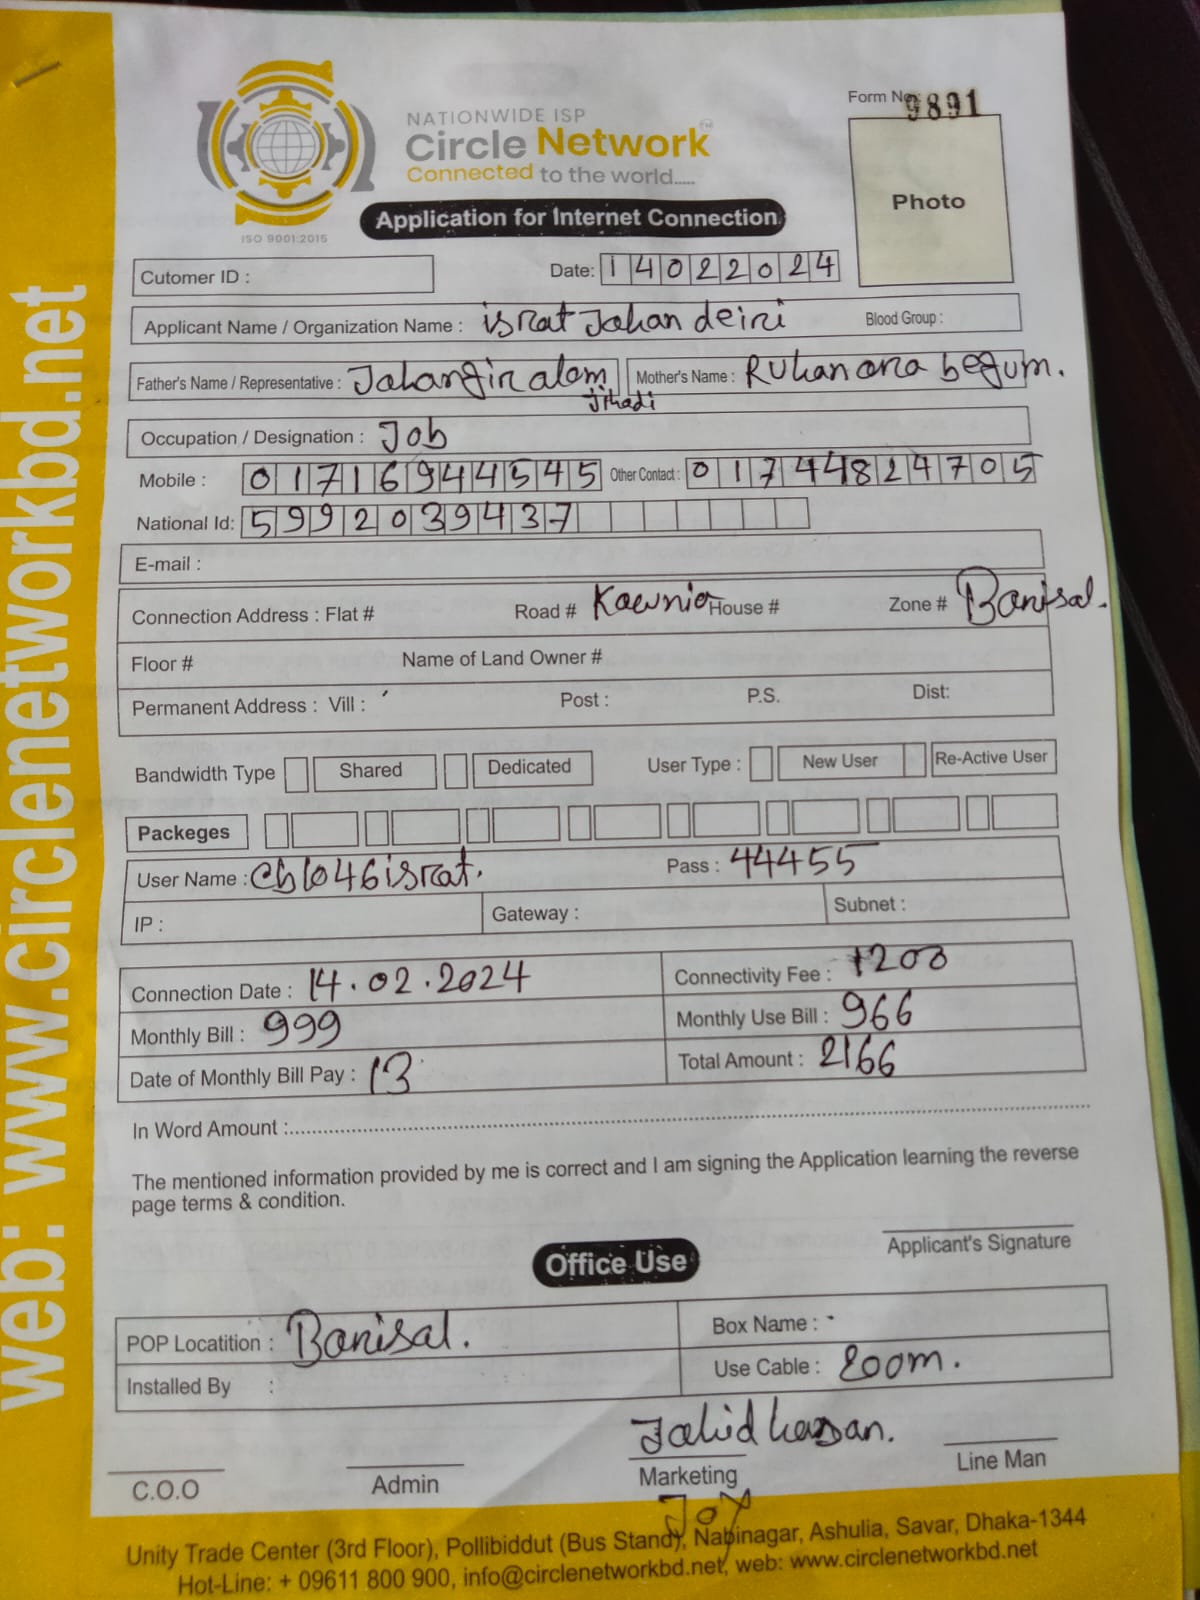 web: www.circlenetworkbd.net
NATIONWIDE ISP
Circle Network™
Connected to the world.....
ISO 9001:2015
Form No. 9891
Photo
Application for Internet Connection
Cutomer ID :
Date: 14022024
Applicant Name / Organization Name : israt Jahan deizi Blood Group :
Father's Name / Representative : Jahangir alam Jihadi Mother's Name : Ruhanara begum.
Occupation / Designation : Job
Mobile : 01716944545 Other Contact : 01744824705
National Id: 5992039437
E-mail :
Connection Address : Flat # Road # Kawnia House # Zone # Barisal.
Floor # Name of Land Owner #
Permanent Address : Vill : Post : P.S. Dist:
Bandwidth Type Shared Dedicated User Type : New User Re-Active User
Packeges
User Name : israt. Pass : 44455
IP : Gateway : Subnet :
Connection Date : 14.02.2024 Connectivity Fee : 1200
Monthly Bill : 999 Monthly Use Bill : 966
Date of Monthly Bill Pay : 13 Total Amount : 2166
In Word Amount :
The mentioned information provided by me is correct and I am signing the Application learning the reverse
page terms & condition.
Applicant's Signature
Office Use
POP Locatition : Barisal. Box Name :
Installed By : Use Cable : 200m.
Jahid hasan.
C.O.O Admin Marketing Line Man
Joy
Unity Trade Center (3rd Floor), Pollibiddut (Bus Stand), Nabinagar, Ashulia, Savar, Dhaka-1344
Hot-Line: + 09611 800 900, info@circlenetworkbd.net, web: www.circlenetworkbd.net